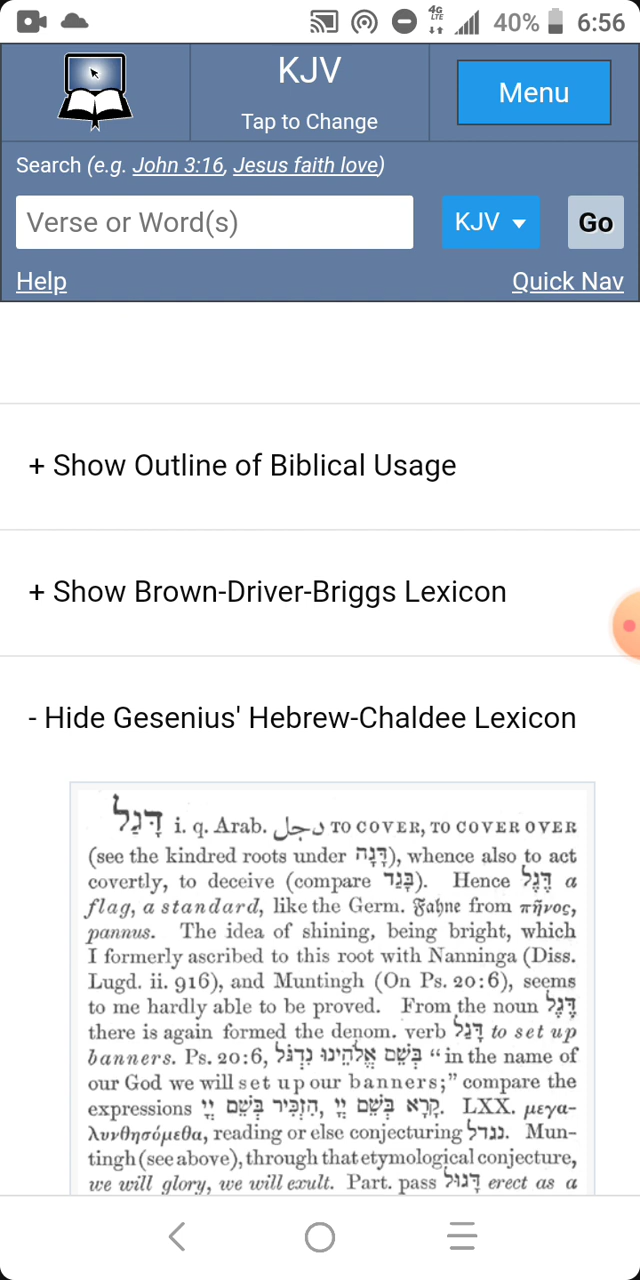 4G
LTE
40%
6:56
KJV
Tap to Change
Menu
Search (e.g. John 3:16, Jesus faith love)
Verse or Word(s)
KJV
Go
Help
Quick Nav
+ Show Outline of Biblical Usage
+ Show Brown-Driver-Briggs Lexicon
- Hide Gesenius' Hebrew-Chaldee Lexicon
דָּגַל i. q. Arab. دجل TO COVER, TO COVER OVER
(see the kindred roots under דָּנָה), whence also to act
covertly, to deceive (compare בָּגַד). Hence דֶּגֶל a
flag, a standard, like the Germ. Fahne from πῆνος,
pannus. The idea of shining, being bright, which
I formerly ascribed to this root with Nanninga (Diss.
Lugd. ii. 916), and Muntingh (On Ps. 20:6), seems
to me hardly able to be proved. From the noun דֶּגֶל
there is again formed the denom. verb דָּגַל to set up
banners. Ps. 20:6, בְּשֵׁם אֱלֹהֵינוּ נִדְגֹּל "in the name of
our God we will set up our banners;" compare the
expressions קָרָא בְּשֵׁם יְיָ, הִזְכִּיר בְּשֵׁם יְיָ. LXX. μεγα-
λυνθησόμεθα, reading or else conjecturing נגדל. Mun-
tingh (see above), through that etymological conjecture,
we will glory, we will exult. Part. pass דָּגוּל erect as a